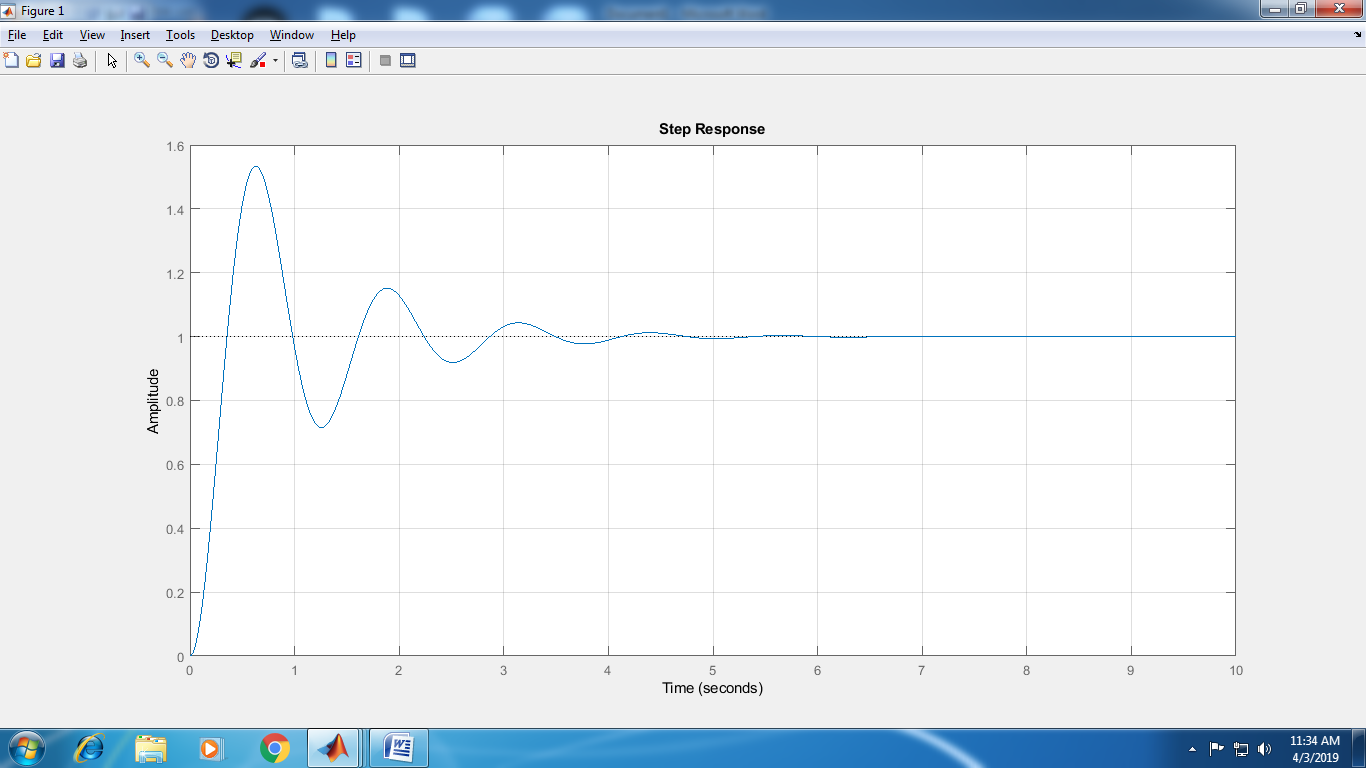 Figure 1
File Edit View Insert Tools Desktop Window Help
Step Response
1.6
1.4
1.2
1
0.8
0.6
0.4
0.2
0
Amplitude
0 1 2 3 4 5 6 7 8 9 10
Time (seconds)
11:34 AM
4/3/2019